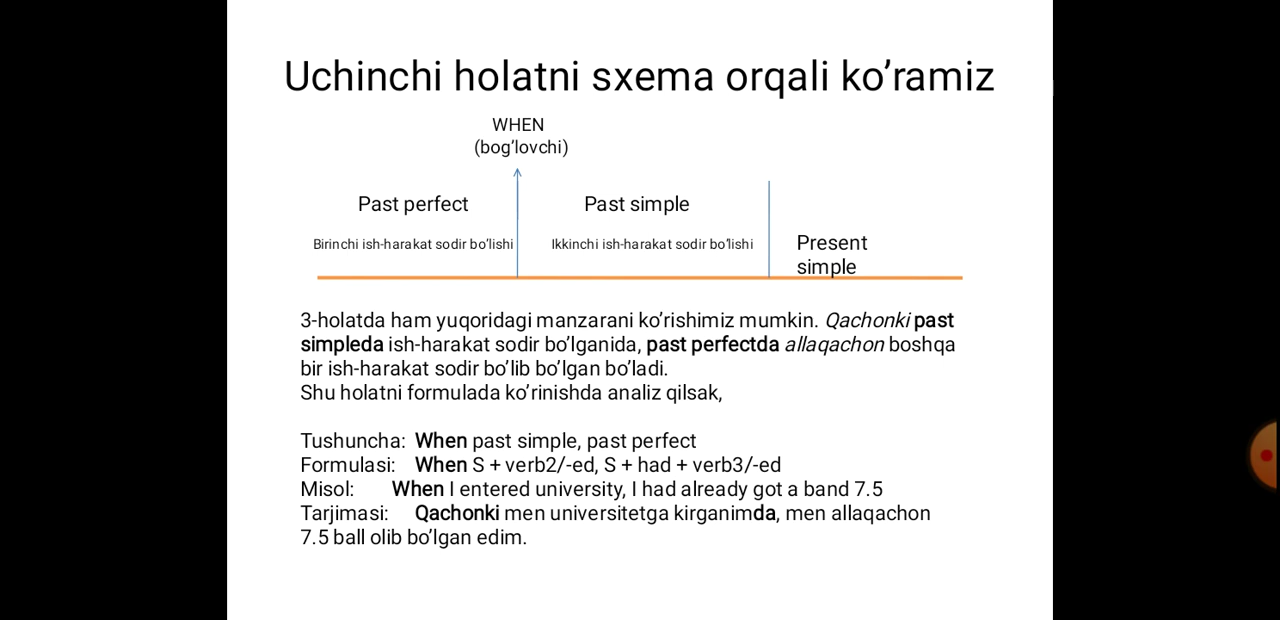 Uchinchi holatni sxema orqali ko’ramiz
WHEN
(bog’lovchi)
Past perfect
Past simple
Birinchi ish-harakat sodir bo’lishi
Ikkinchi ish-harakat sodir bo’lishi
Present
simple
3-holatda ham yuqoridagi manzarani ko’rishimiz mumkin. Qachonki past
simpleda ish-harakat sodir bo’lganida, past perfectda allaqachon boshqa
bir ish-harakat sodir bo’lib bo’lgan bo’ladi.
Shu holatni formulada ko’rinishda analiz qilsak,
Tushuncha: When past simple, past perfect
Formulasi: When S + verb2/-ed, S + had + verb3/-ed
Misol: When I entered university, I had already got a band 7.5
Tarjimasi: Qachonki men universitetga kirganimda, men allaqachon
7.5 ball olib bo’lgan edim.